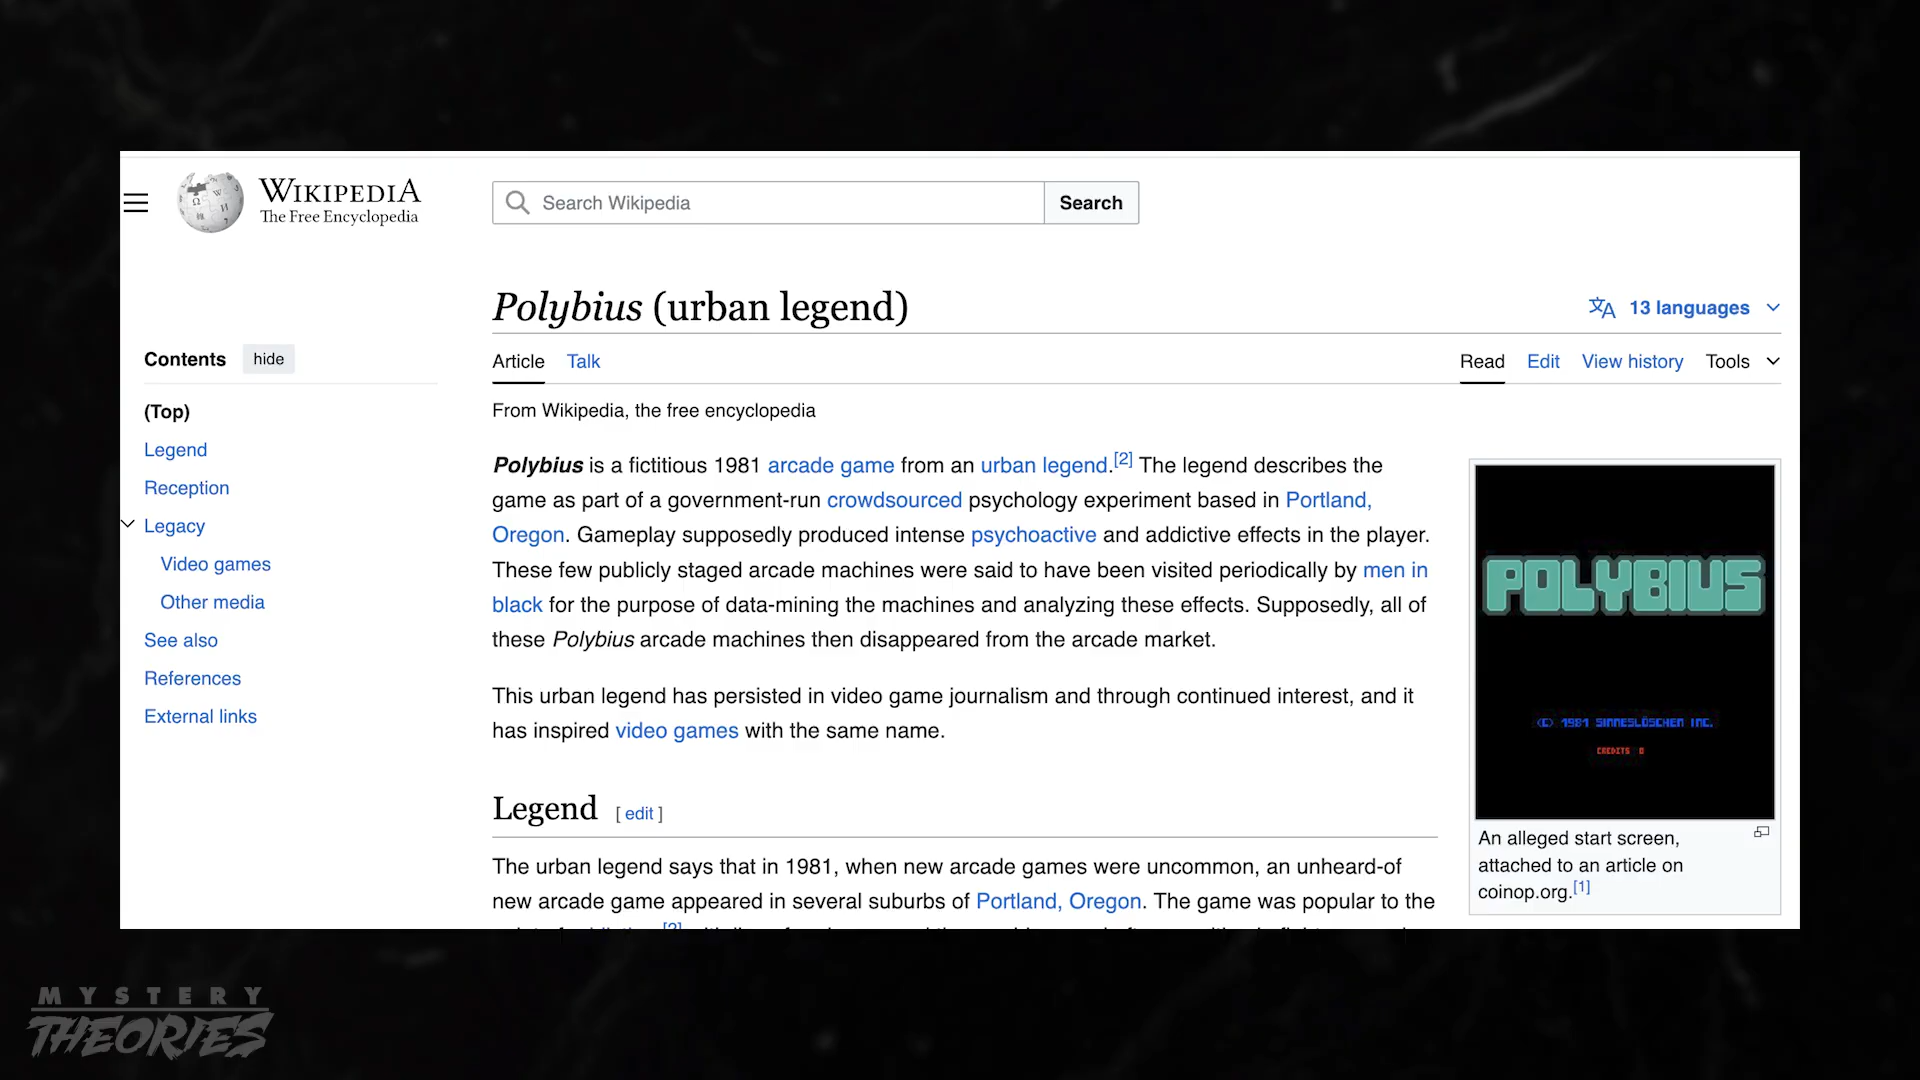 WIKIPEDIA
The Free Encyclopedia
Search Wikipedia
Search
Polybius (urban legend)
13 languages
Contents hide
Article Talk
Read Edit View history Tools
(Top)
Legend
Reception
Legacy
Video games
Other media
See also
References
External links
From Wikipedia, the free encyclopedia
Polybius is a fictitious 1981 arcade game from an urban legend.[2] The legend describes the
game as part of a government-run crowdsourced psychology experiment based in Portland,
Oregon. Gameplay supposedly produced intense psychoactive and addictive effects in the player.
These few publicly staged arcade machines were said to have been visited periodically by men in
black for the purpose of data-mining the machines and analyzing these effects. Supposedly, all of
these Polybius arcade machines then disappeared from the arcade market.
This urban legend has persisted in video game journalism and through continued interest, and it
has inspired video games with the same name.
Legend [ edit ]
The urban legend says that in 1981, when new arcade games were uncommon, an unheard-of
new arcade game appeared in several suburbs of Portland, Oregon. The game was popular to the
POLYBIUS
(C) 1981 SINNESLÖSCHEN INC.
CREDITS 0
An alleged start screen,
attached to an article on
coinop.org.[1]
MYSTERY
THEORIES